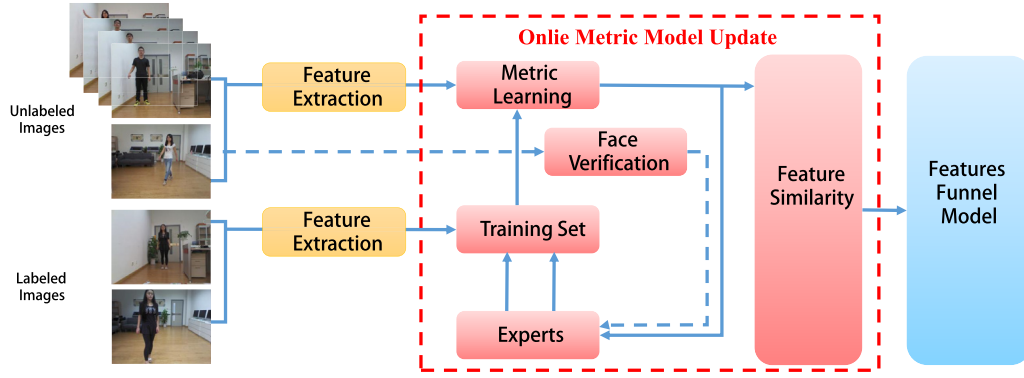 Onlie Metric Model Update
Unlabeled
Images
Feature
Extraction
Metric
Learning
Face
Verification
Feature
Similarity
Features
Funnel
Model
Labeled
Images
Feature
Extraction
Training Set
Experts